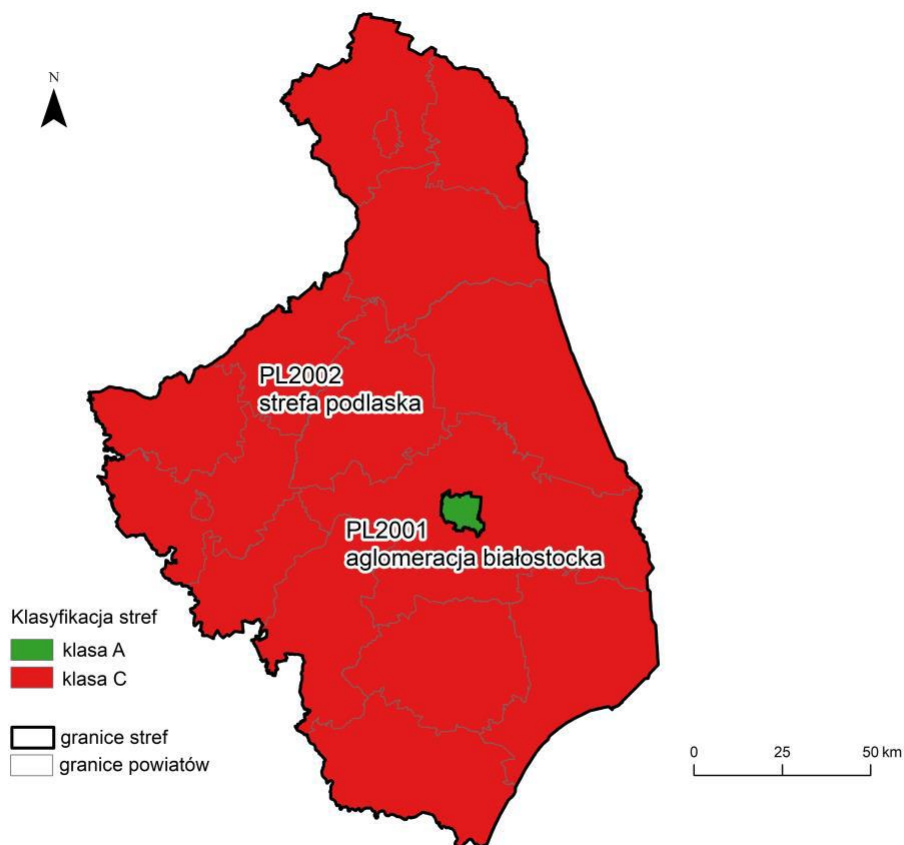 N
PL2002
strefa podlaska
PL2001
aglomeracja białostocka
Klasyfikacja stref
klasa A
klasa C
granice stref
granice powiatów
0 25 50 km